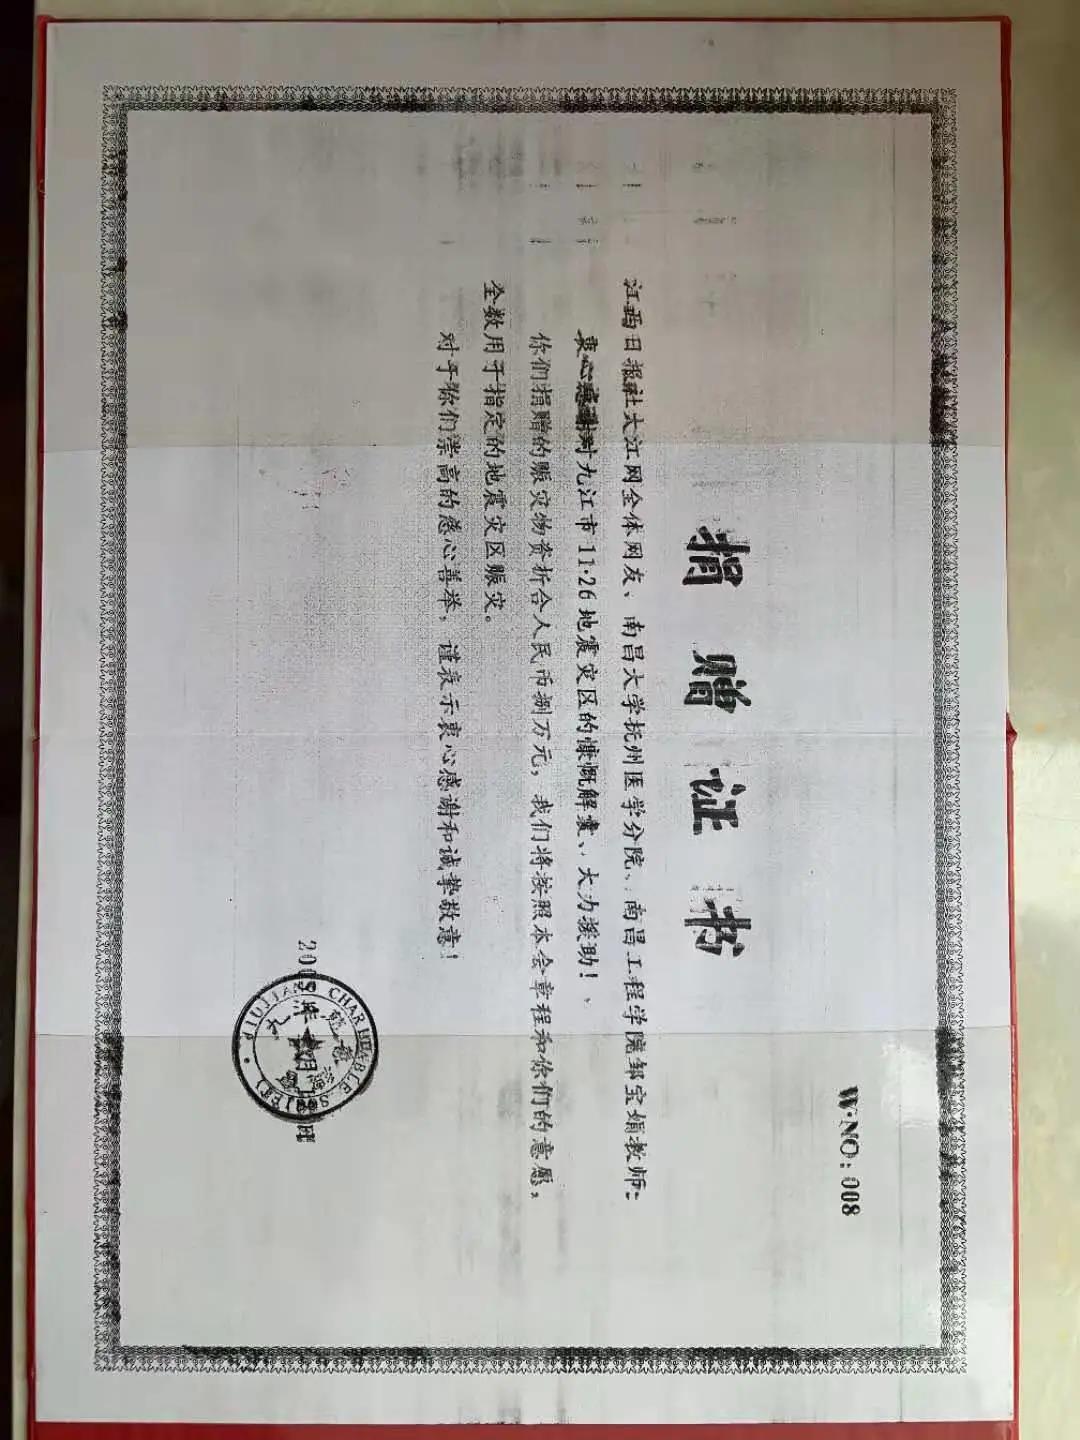 W·NO:008
捐赠证书
江西日报社大江网全体网友、南昌大学抚州医学分院、南昌工程学院邹宝娟教师:
衷心感谢对九江市11·26地震灾区的慷慨解囊、大力援助!
你们捐赠的赈灾物资折合人民币捌万元，我们将按照本会章程和你们的意愿，
全数用于指定的地震灾区赈灾。
对于你们崇高的慈心善举，谨表示衷心感谢和诚挚敬意!
JIUJIANG CHARITABLE SOCIETY